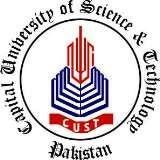 Capital University of Science & Technology
CUST
Pakistan